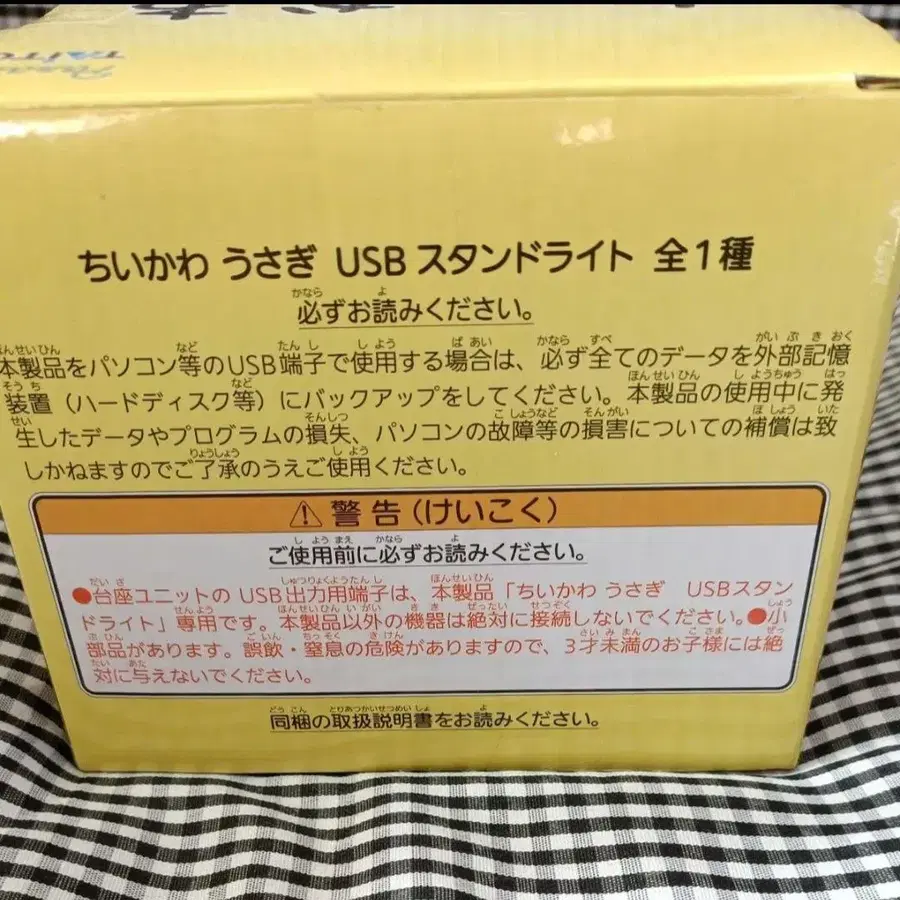 TAITO
ちいかわ うさぎ USB スタンドライト 全1種
必ずお読みください。
本製品をパソコン等のUSB端子で使用する場合は、必ず全てのデータを外部記憶
装置（ハードディスク等）にバックアップをしてください。本製品の使用中に発
生したデータやプログラムの損失、パソコンの故障等の損害についての補償は致
しかねますのでご了承のうえご使用ください。
⚠ 警告（けいこく）
ご使用前に必ずお読みください。
●台座ユニットの USB出力用端子は、本製品「ちいかわ うさぎ USBスタン
ドライト」専用です。本製品以外の機器は絶対に接続しないでください。●小
部品があります。誤飲・窒息の危険がありますので、3才未満のお子様には絶
対に与えないでください。
同梱の取扱説明書をお読みください。